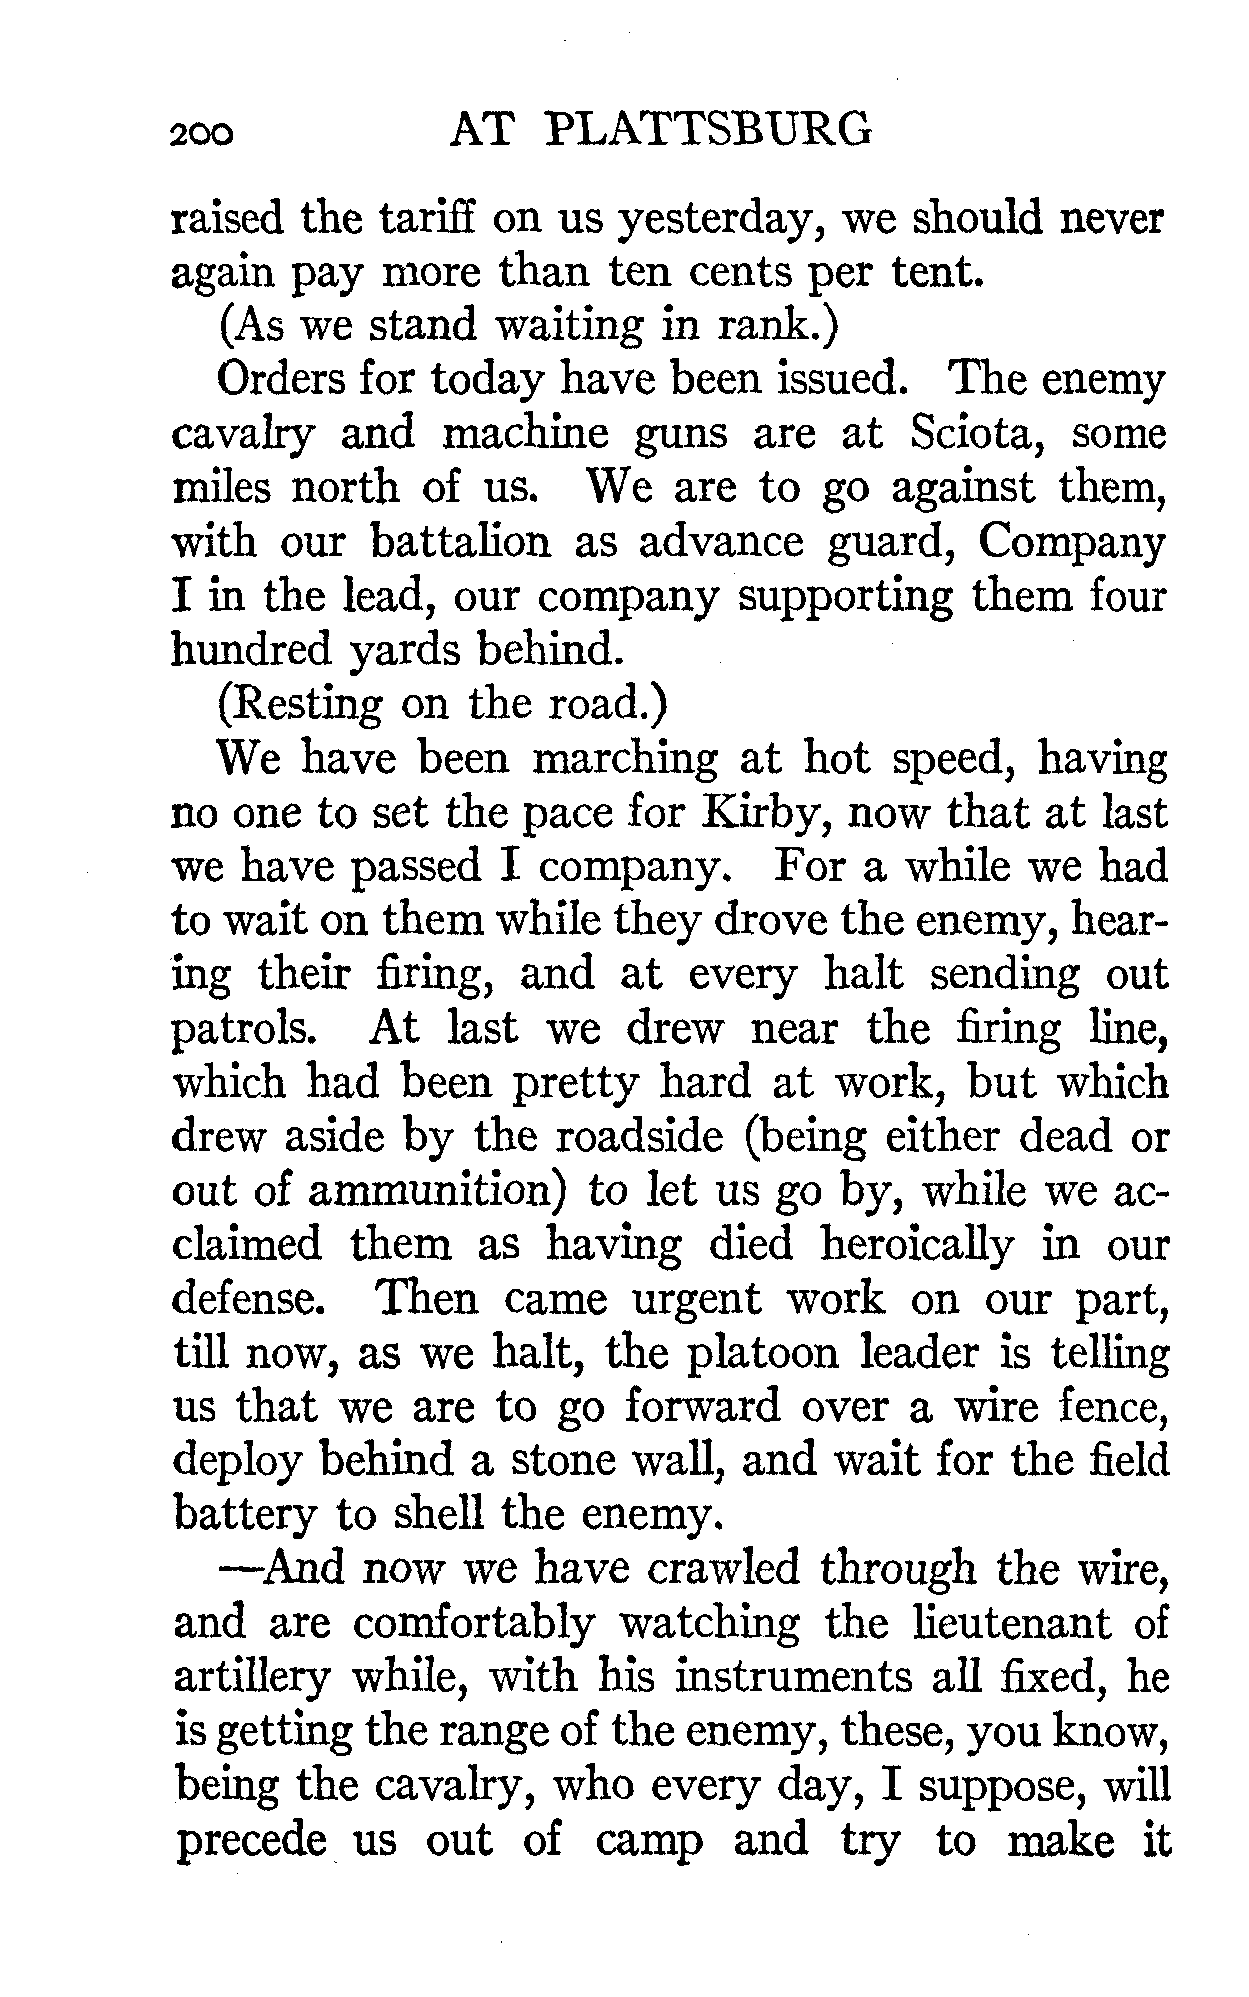 200 AT PLATTSBURG
raised the tariff on us yesterday, we should never
again pay more than ten cents per tent.
(As we stand waiting in rank.)
Orders for today have been issued. The enemy
cavalry and machine guns are at Sciota, some
miles north of us. We are to go against them,
with our battalion as advance guard, Company
I in the lead, our company supporting them four
hundred yards behind.
(Resting on the road.)
We have been marching at hot speed, having
no one to set the pace for Kirby, now that at last
we have passed I company. For a while we had
to wait on them while they drove the enemy, hear-
ing their firing, and at every halt sending out
patrols. At last we drew near the firing line,
which had been pretty hard at work, but which
drew aside by the roadside (being either dead or
out of ammunition) to let us go by, while we ac-
claimed them as having died heroically in our
defense. Then came urgent work on our part,
till now, as we halt, the platoon leader is telling
us that we are to go forward over a wire fence,
deploy behind a stone wall, and wait for the field
battery to shell the enemy.
—And now we have crawled through the wire,
and are comfortably watching the lieutenant of
artillery while, with his instruments all fixed, he
is getting the range of the enemy, these, you know,
being the cavalry, who every day, I suppose, will
precede us out of camp and try to make it